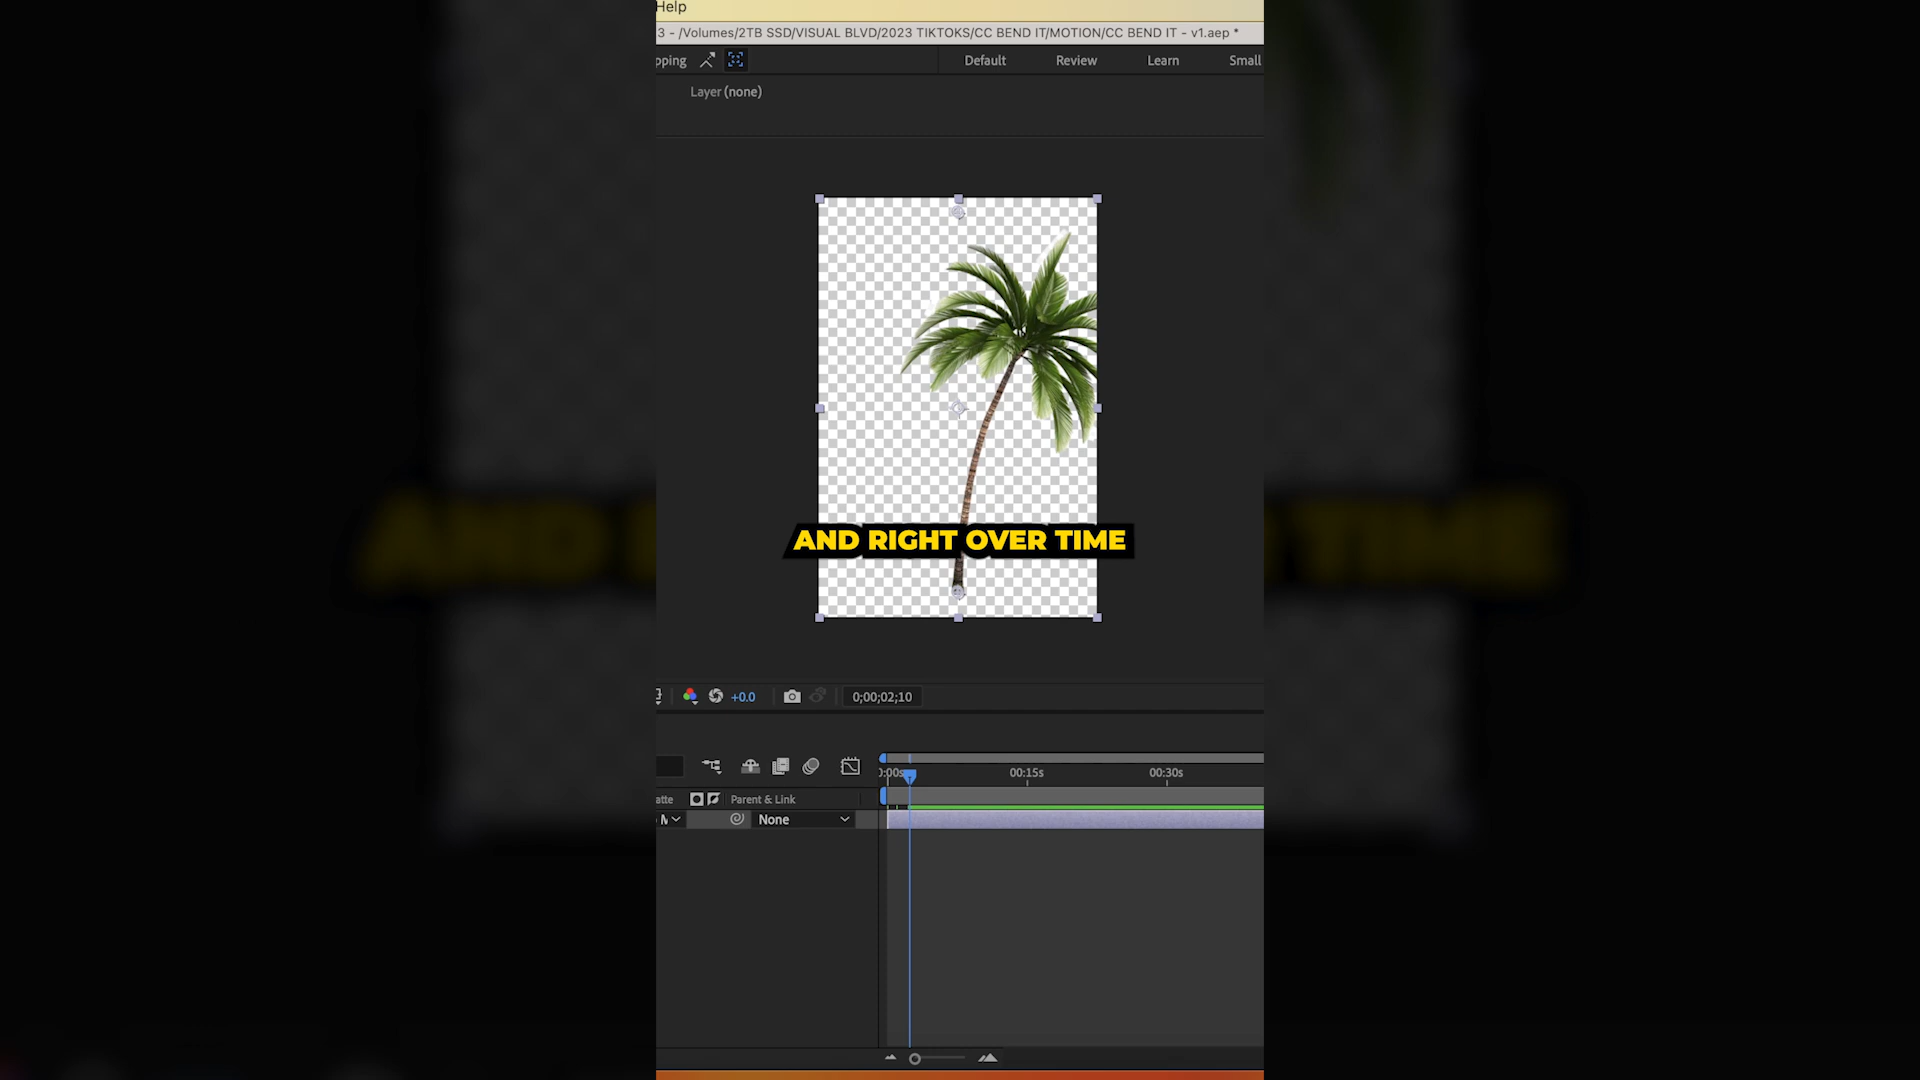 Help
3 - /Volumes/2TB SSD/VISUAL BLVD/2023 TIKTOKS/CC BEND IT/MOTION/CC BEND IT - v1.aep *
pping Default Review Learn Small
Layer (none)
AND RIGHT OVER TIME
+0.0 0;00;02;10
0:00s 00:15s 00:30s
atte Parent & Link
M None